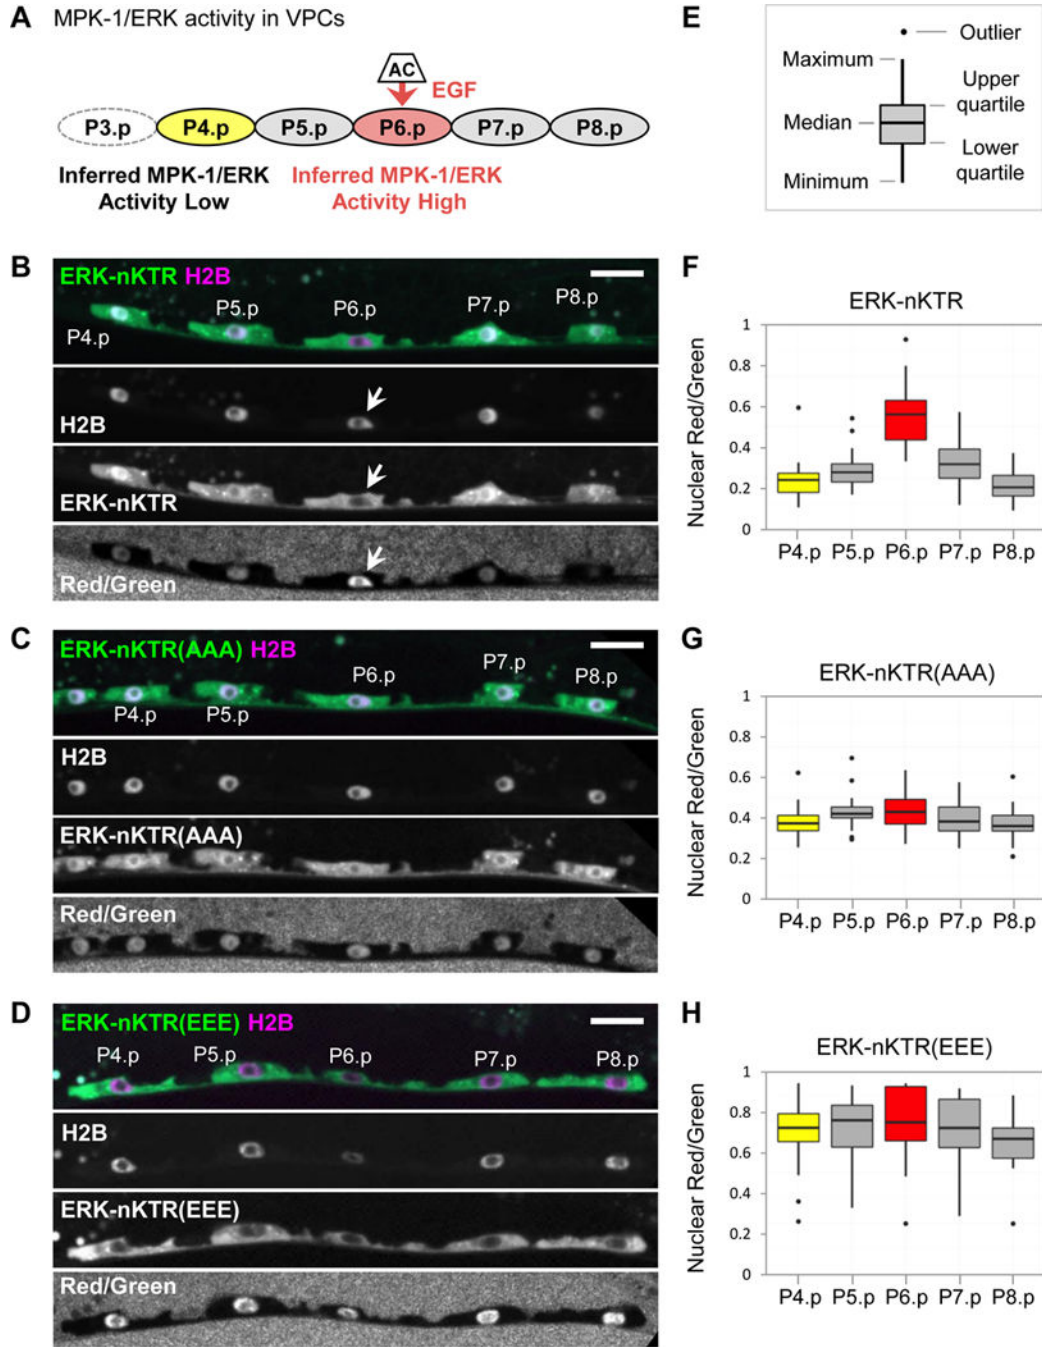 A MPK-1/ERK activity in VPCs
AC
EGF
P3.p P4.p P5.p P6.p P7.p P8.p
Inferred MPK-1/ERK
Activity Low
Inferred MPK-1/ERK
Activity High
E
Outlier
Maximum
Upper
quartile
Median
Lower
quartile
Minimum
B
ERK-nKTR H2B
P4.p P5.p P6.p P7.p P8.p
H2B
ERK-nKTR
Red/Green
F
ERK-nKTR
Nuclear Red/Green
1
0.8
0.6
0.4
0.2
0
P4.p P5.p P6.p P7.p P8.p
C
ERK-nKTR(AAA) H2B
P4.p P5.p P6.p P7.p P8.p
H2B
ERK-nKTR(AAA)
Red/Green
G
ERK-nKTR(AAA)
Nuclear Red/Green
1
0.8
0.6
0.4
0.2
0
P4.p P5.p P6.p P7.p P8.p
D
ERK-nKTR(EEE) H2B
P4.p P5.p P6.p P7.p P8.p
H2B
ERK-nKTR(EEE)
Red/Green
H
ERK-nKTR(EEE)
Nuclear Red/Green
1
0.8
0.6
0.4
0.2
0
P4.p P5.p P6.p P7.p P8.p